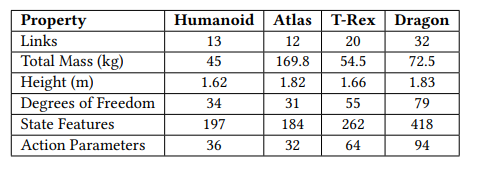 Property Humanoid Atlas T-Rex Dragon
Links 13 12 20 32
Total Mass (kg) 45 169.8 54.5 72.5
Height (m) 1.62 1.82 1.66 1.83
Degrees of Freedom 34 31 55 79
State Features 197 184 262 418
Action Parameters 36 32 64 94